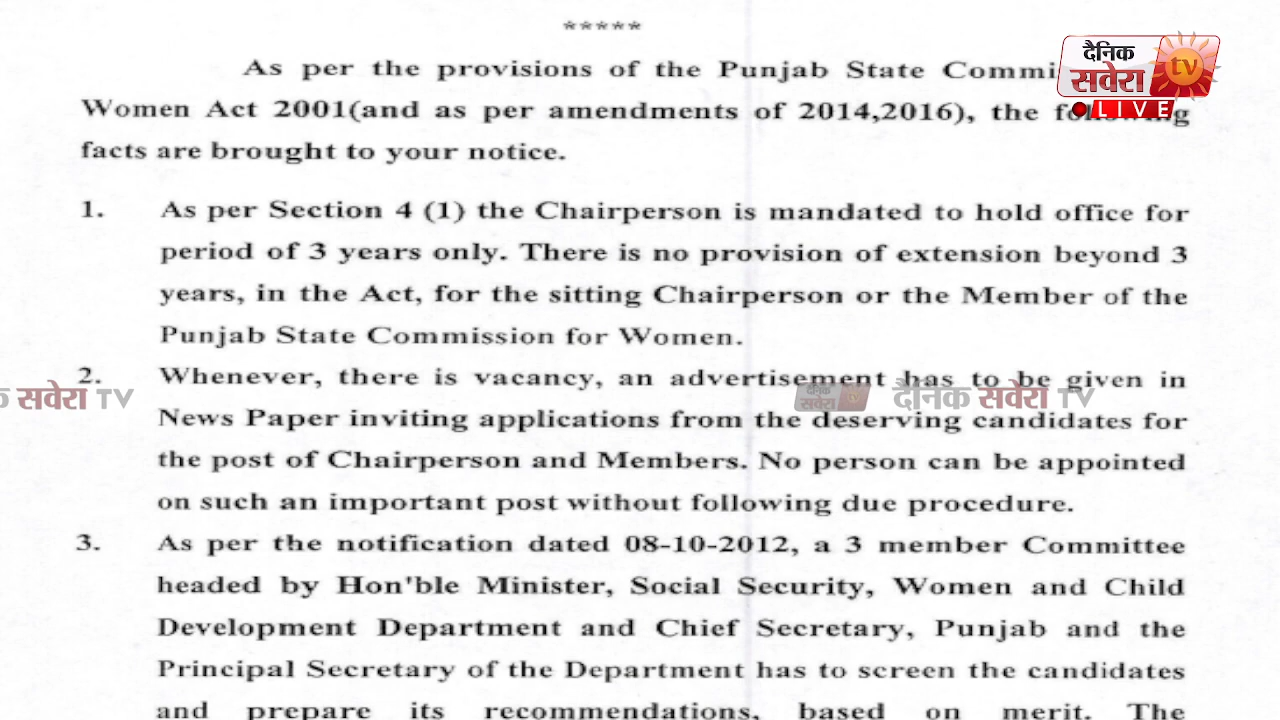 *****
As per the provisions of the Punjab State Commi
Women Act 2001(and as per amendments of 2014,2016), the following
facts are brought to your notice.
1. As per Section 4 (1) the Chairperson is mandated to hold office for
period of 3 years only. There is no provision of extension beyond 3
years, in the Act, for the sitting Chairperson or the Member of the
Punjab State Commission for Women.
2. Whenever, there is vacancy, an advertisement has to be given in
News Paper inviting applications from the deserving candidates for
the post of Chairperson and Members. No person can be appointed
on such an important post without following due procedure.
3. As per the notification dated 08-10-2012, a 3 member Committee
headed by Hon'ble Minister, Social Security, Women and Child
Development Department and Chief Secretary, Punjab and the
Principal Secretary of the Department has to screen the candidates
and prepare its recommendations, based on merit. The
दैनिक
सवेरा tv
LIVE
सवेरा TV
दैनिक सवेरा
दैनिक सवेरा TV